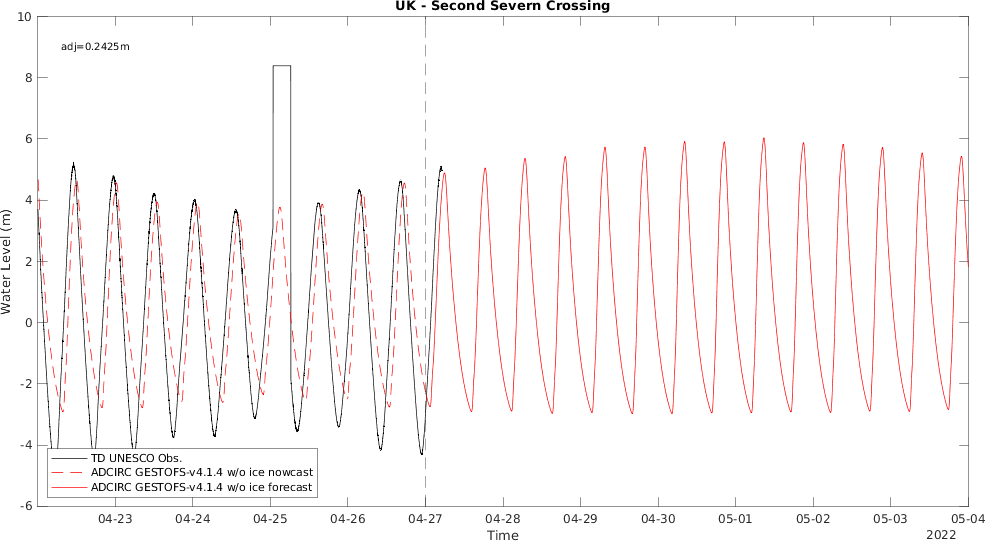 UK - Second Severn Crossing
10
8
6
4
2
0
-2
-4
-6
Water Level (m)
adj=0.2425m
TD UNESCO Obs.
ADCIRC GESTOFS-v4.1.4 w/o ice nowcast
ADCIRC GESTOFS-v4.1.4 w/o ice forecast
04-23 04-24 04-25 04-26 04-27 04-28 04-29 04-30 05-01 05-02 05-03 05-04
Time
2022